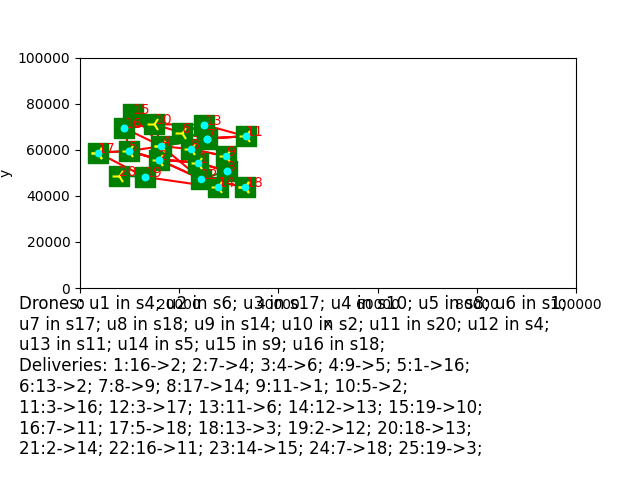 100000
80000
60000
40000
20000
0
y
x
Drones: u1 in s4; u2 in s6; u3 in s17; u4 in s10; u5 in s8; u6 in s1;
u7 in s17; u8 in s18; u9 in s14; u10 in s2; u11 in s20; u12 in s4;
u13 in s11; u14 in s5; u15 in s9; u16 in s18;
Deliveries: 1:16->2; 2:7->4; 3:4->6; 4:9->5; 5:1->16;
6:13->2; 7:8->9; 8:17->14; 9:11->1; 10:5->2;
11:3->16; 12:3->17; 13:11->6; 14:12->13; 15:19->10;
16:7->11; 17:5->18; 18:13->3; 19:2->12; 20:18->13;
21:2->14; 22:16->11; 23:14->15; 24:7->18; 25:19->3;